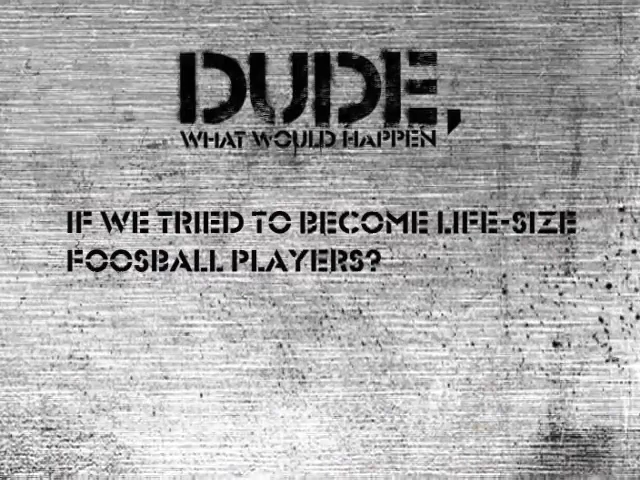 DUDE,
WHAT WOULD HAPPEN
IF WE TRIED TO BECOME LIFE-SIZE
FOOSBALL PLAYERS?